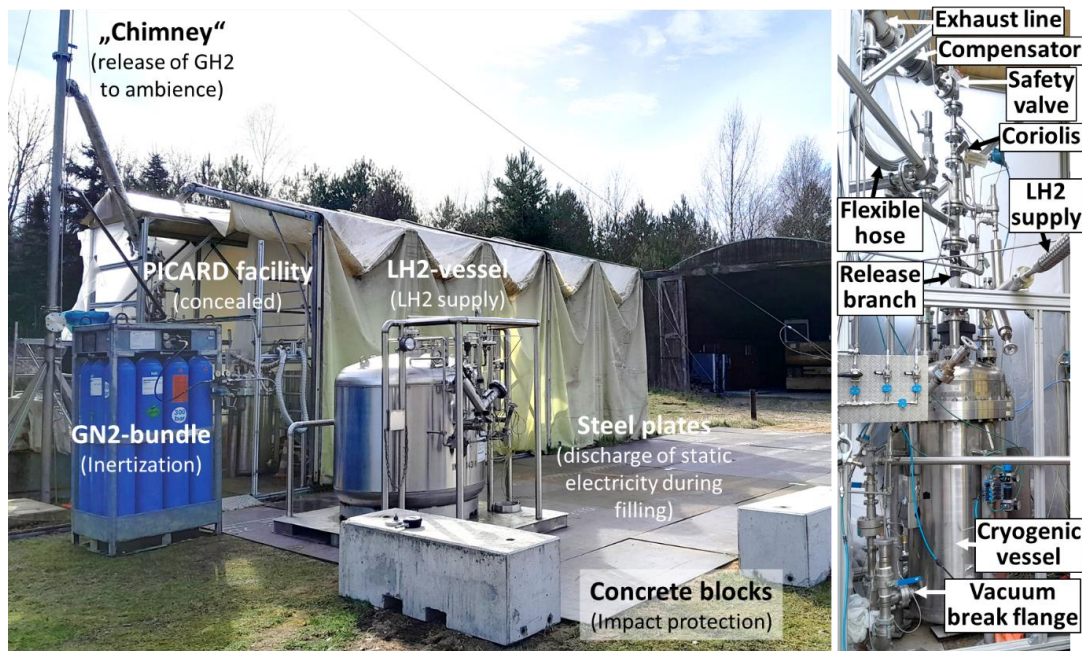 „Chimney“
(release of GH2
to ambience)
PICARD facility
(concealed)
LH2-vessel
(LH2 supply)
GN2-bundle
(Inertization)
Steel plates
(discharge of static
electricity during
filling)
Concrete blocks
(Impact protection)
Exhaust line
Compensator
Safety
valve
Coriolis
LH2
supply
Flexible
hose
Release
branch
Cryogenic
vessel
Vacuum
break flange